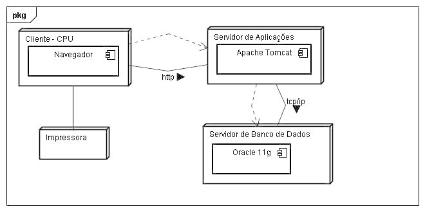 pkg
Cliente - CPU
Navegador
Servidor de Aplicações
Apache Tomcat
http
tcp/ip
Impressora
Servidor de Banco de Dados
Oracle 11g